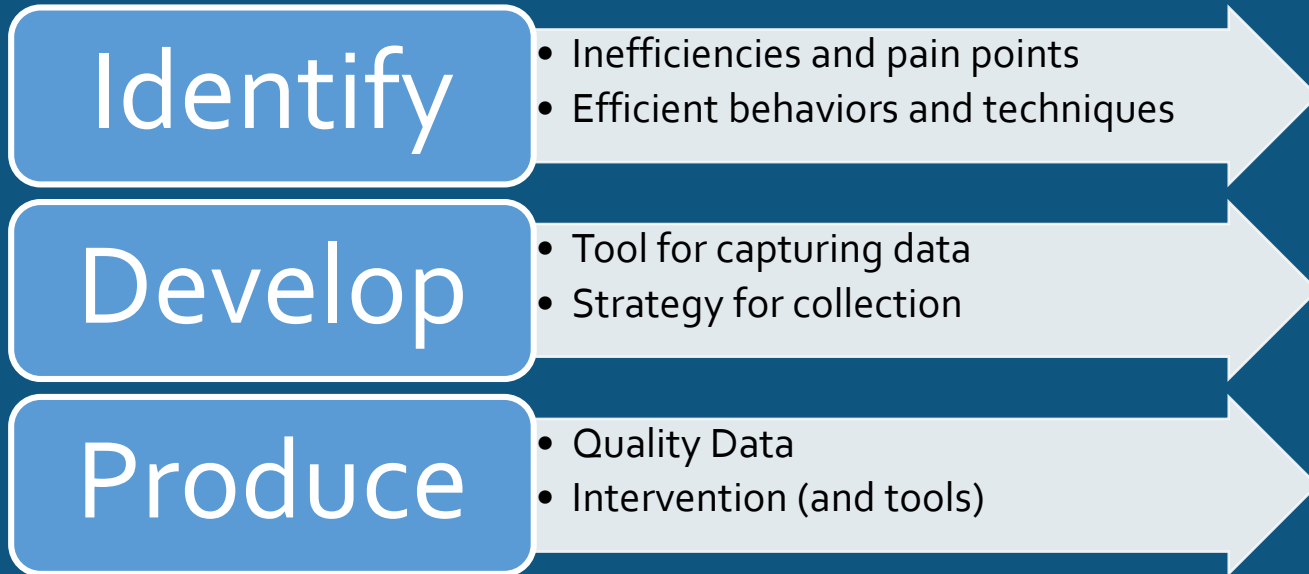 Identify
• Inefficiencies and pain points
• Efficient behaviors and techniques
Develop
• Tool for capturing data
• Strategy for collection
Produce
• Quality Data
• Intervention (and tools)